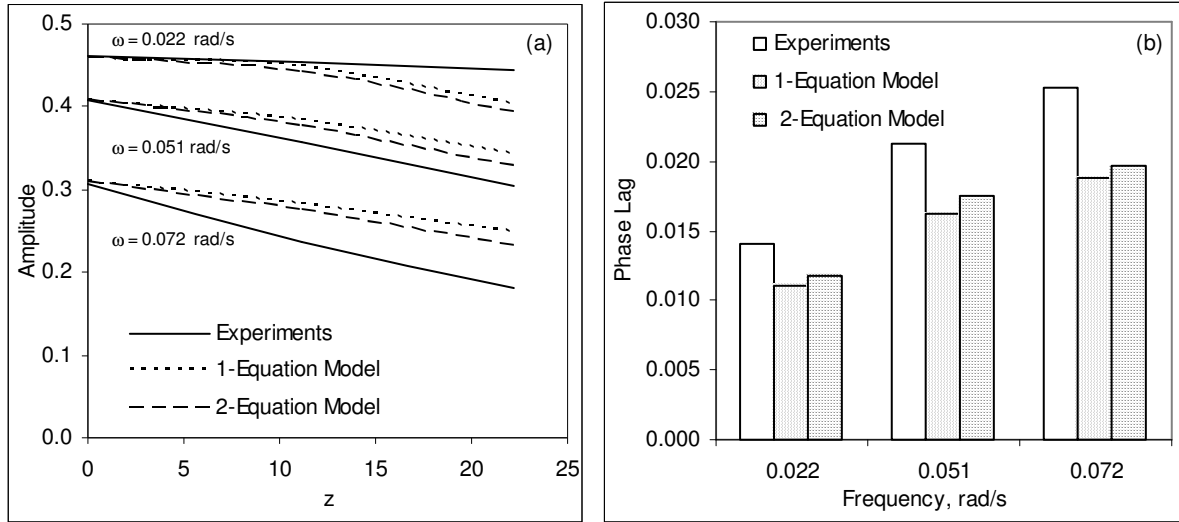 (a)
0.5
0.4
0.3
0.2
0.1
0.0
Amplitude
ω = 0.022 rad/s
ω = 0.051 rad/s
ω = 0.072 rad/s
Experiments
1-Equation Model
2-Equation Model
0 5 10 15 20 25
z
(b)
0.030
0.025
0.020
0.015
0.010
0.005
0.000
Phase Lag
Experiments
1-Equation Model
2-Equation Model
0.022 0.051 0.072
Frequency, rad/s